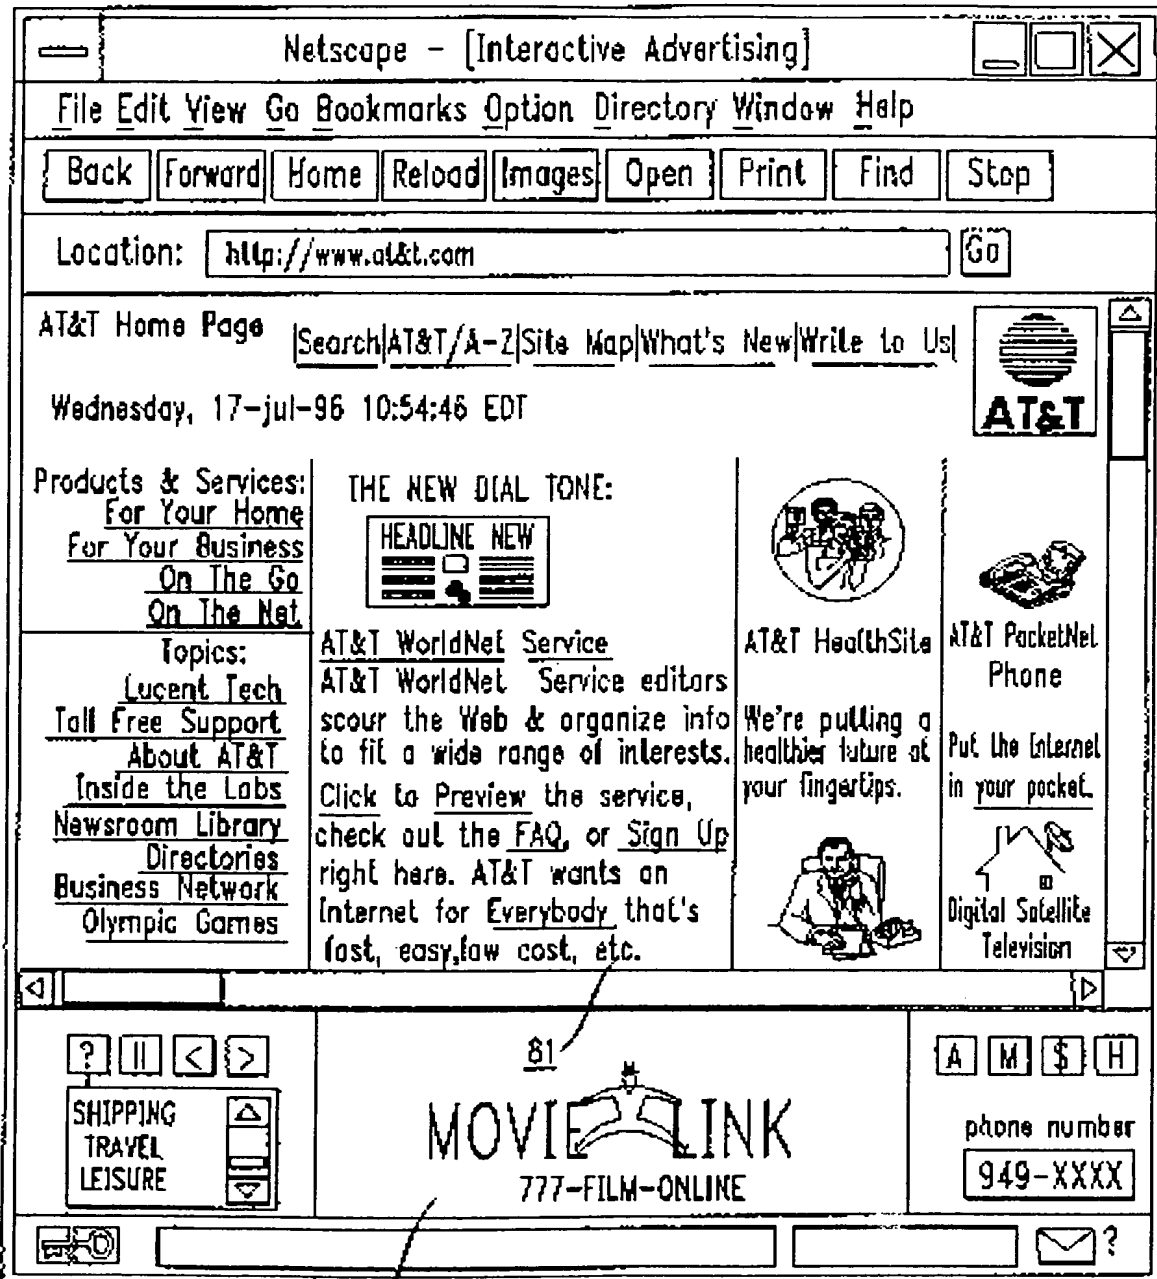 Netscape - [Interactive Advertising]
File Edit View Go Bookmarks Option Directory Window Help
Back Forward Home Reload Images Open Print Find Stop
Location: http://www.at&t.com Go
AT&T Home Page
Search|AT&T/A-Z|Site Map|What's New|Write to Us|
AT&T
Wednesday, 17-jul-96 10:54:46 EDT
Products & Services:
For Your Home
For Your Business
On The Go
On The Net
Topics:
Lucent Tech
Toll Free Support
About AT&T
Inside the Labs
Newsroom Library
Directories
Business Network
Olympic Games
THE NEW DIAL TONE:
HEADLINE NEW
AT&T WorldNet Service
AT&T WorldNet Service editors
scour the Web & organize info
to fit a wide range of interests.
Click to Preview the service,
check out the FAQ, or Sign Up
right here. AT&T wants an
Internet for Everybody that's
fast, easy,low cost, etc.
AT&T HealthSite
We're putting a
healthier future at
your fingertips.
AT&T PocketNet
Phone
Put the Internet
in your pocket.
Digital Satellite
Television
? || < >
SHIPPING
TRAVEL
LEISURE
81
MOVIE LINK
777-FILM-ONLINE
A M $ H
phone number
949-XXXX
?